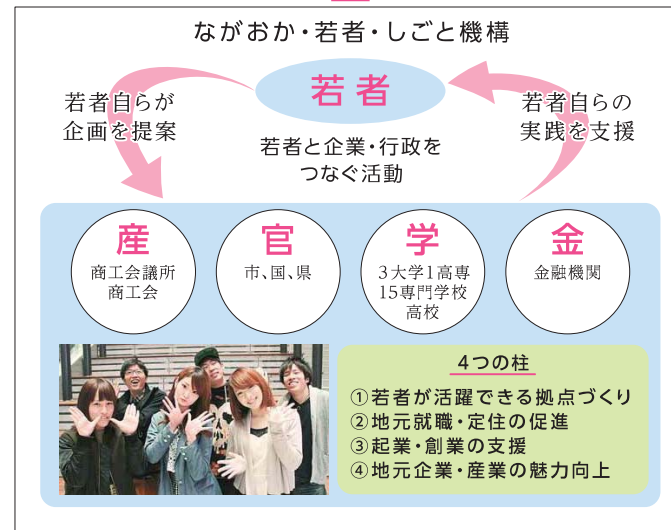 ながおか・若者・しごと機構
若者
若者自らが
企画を提案
若者自らの
実践を支援
若者と企業・行政を
つなぐ活動
産
商工会議所
商工会
官
市、国、県
学
3大学1高専
15専門学校
高校
金
金融機関
4つの柱
①若者が活躍できる拠点づくり
②地元就職・定住の促進
③起業・創業の支援
④地元企業・産業の魅力向上